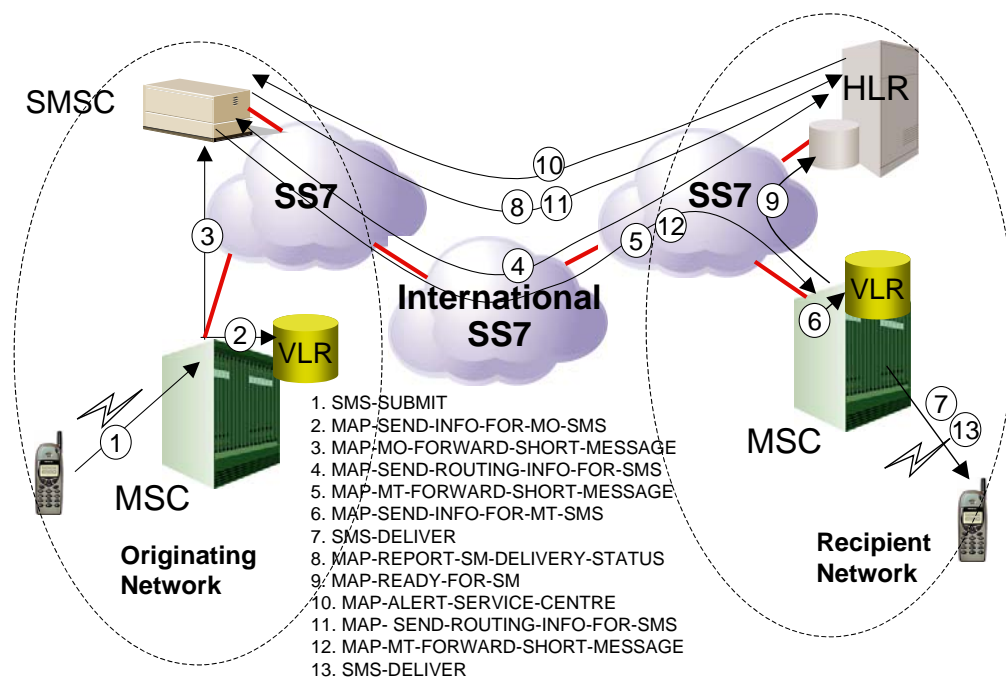 SMSC
HLR
10
SS7
SS7
8
11
9
3
5
12
4
International
SS7
VLR
6
2
VLR
1. SMS-SUBMIT
2. MAP-SEND-INFO-FOR-MO-SMS
3. MAP-MO-FORWARD-SHORT-MESSAGE
4. MAP-SEND-ROUTING-INFO-FOR-SMS
5. MAP-MT-FORWARD-SHORT-MESSAGE
6. MAP-SEND-INFO-FOR-MT-SMS
7. SMS-DELIVER
8. MAP-REPORT-SM-DELIVERY-STATUS
9. MAP-READY-FOR-SM
10. MAP-ALERT-SERVICE-CENTRE
11. MAP- SEND-ROUTING-INFO-FOR-SMS
12. MAP-MT-FORWARD-SHORT-MESSAGE
13. SMS-DELIVER
1
MSC
MSC
7
13
Originating
Network
Recipient
Network